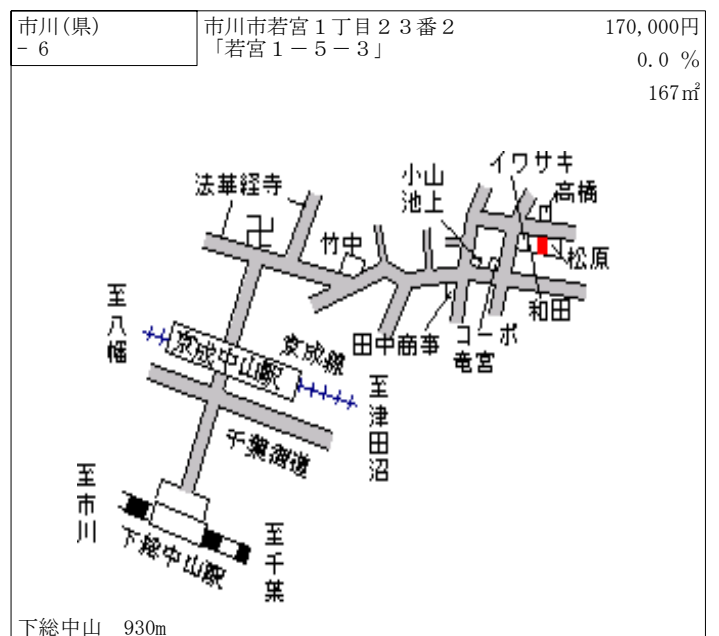 市川(県)
－6
市川市若宮１丁目２３番２
「若宮１－５－３」
170,000円
0.0 %
167㎡
イワサキ
小山
池上
高橋
法華経寺
卍
竹中
松原
和田
コーポ
竜宮
田中商事
至八幡
京成中山駅
京成線
至津田沼
千葉街道
至市川
下総中山駅
至千葉
下総中山　930m